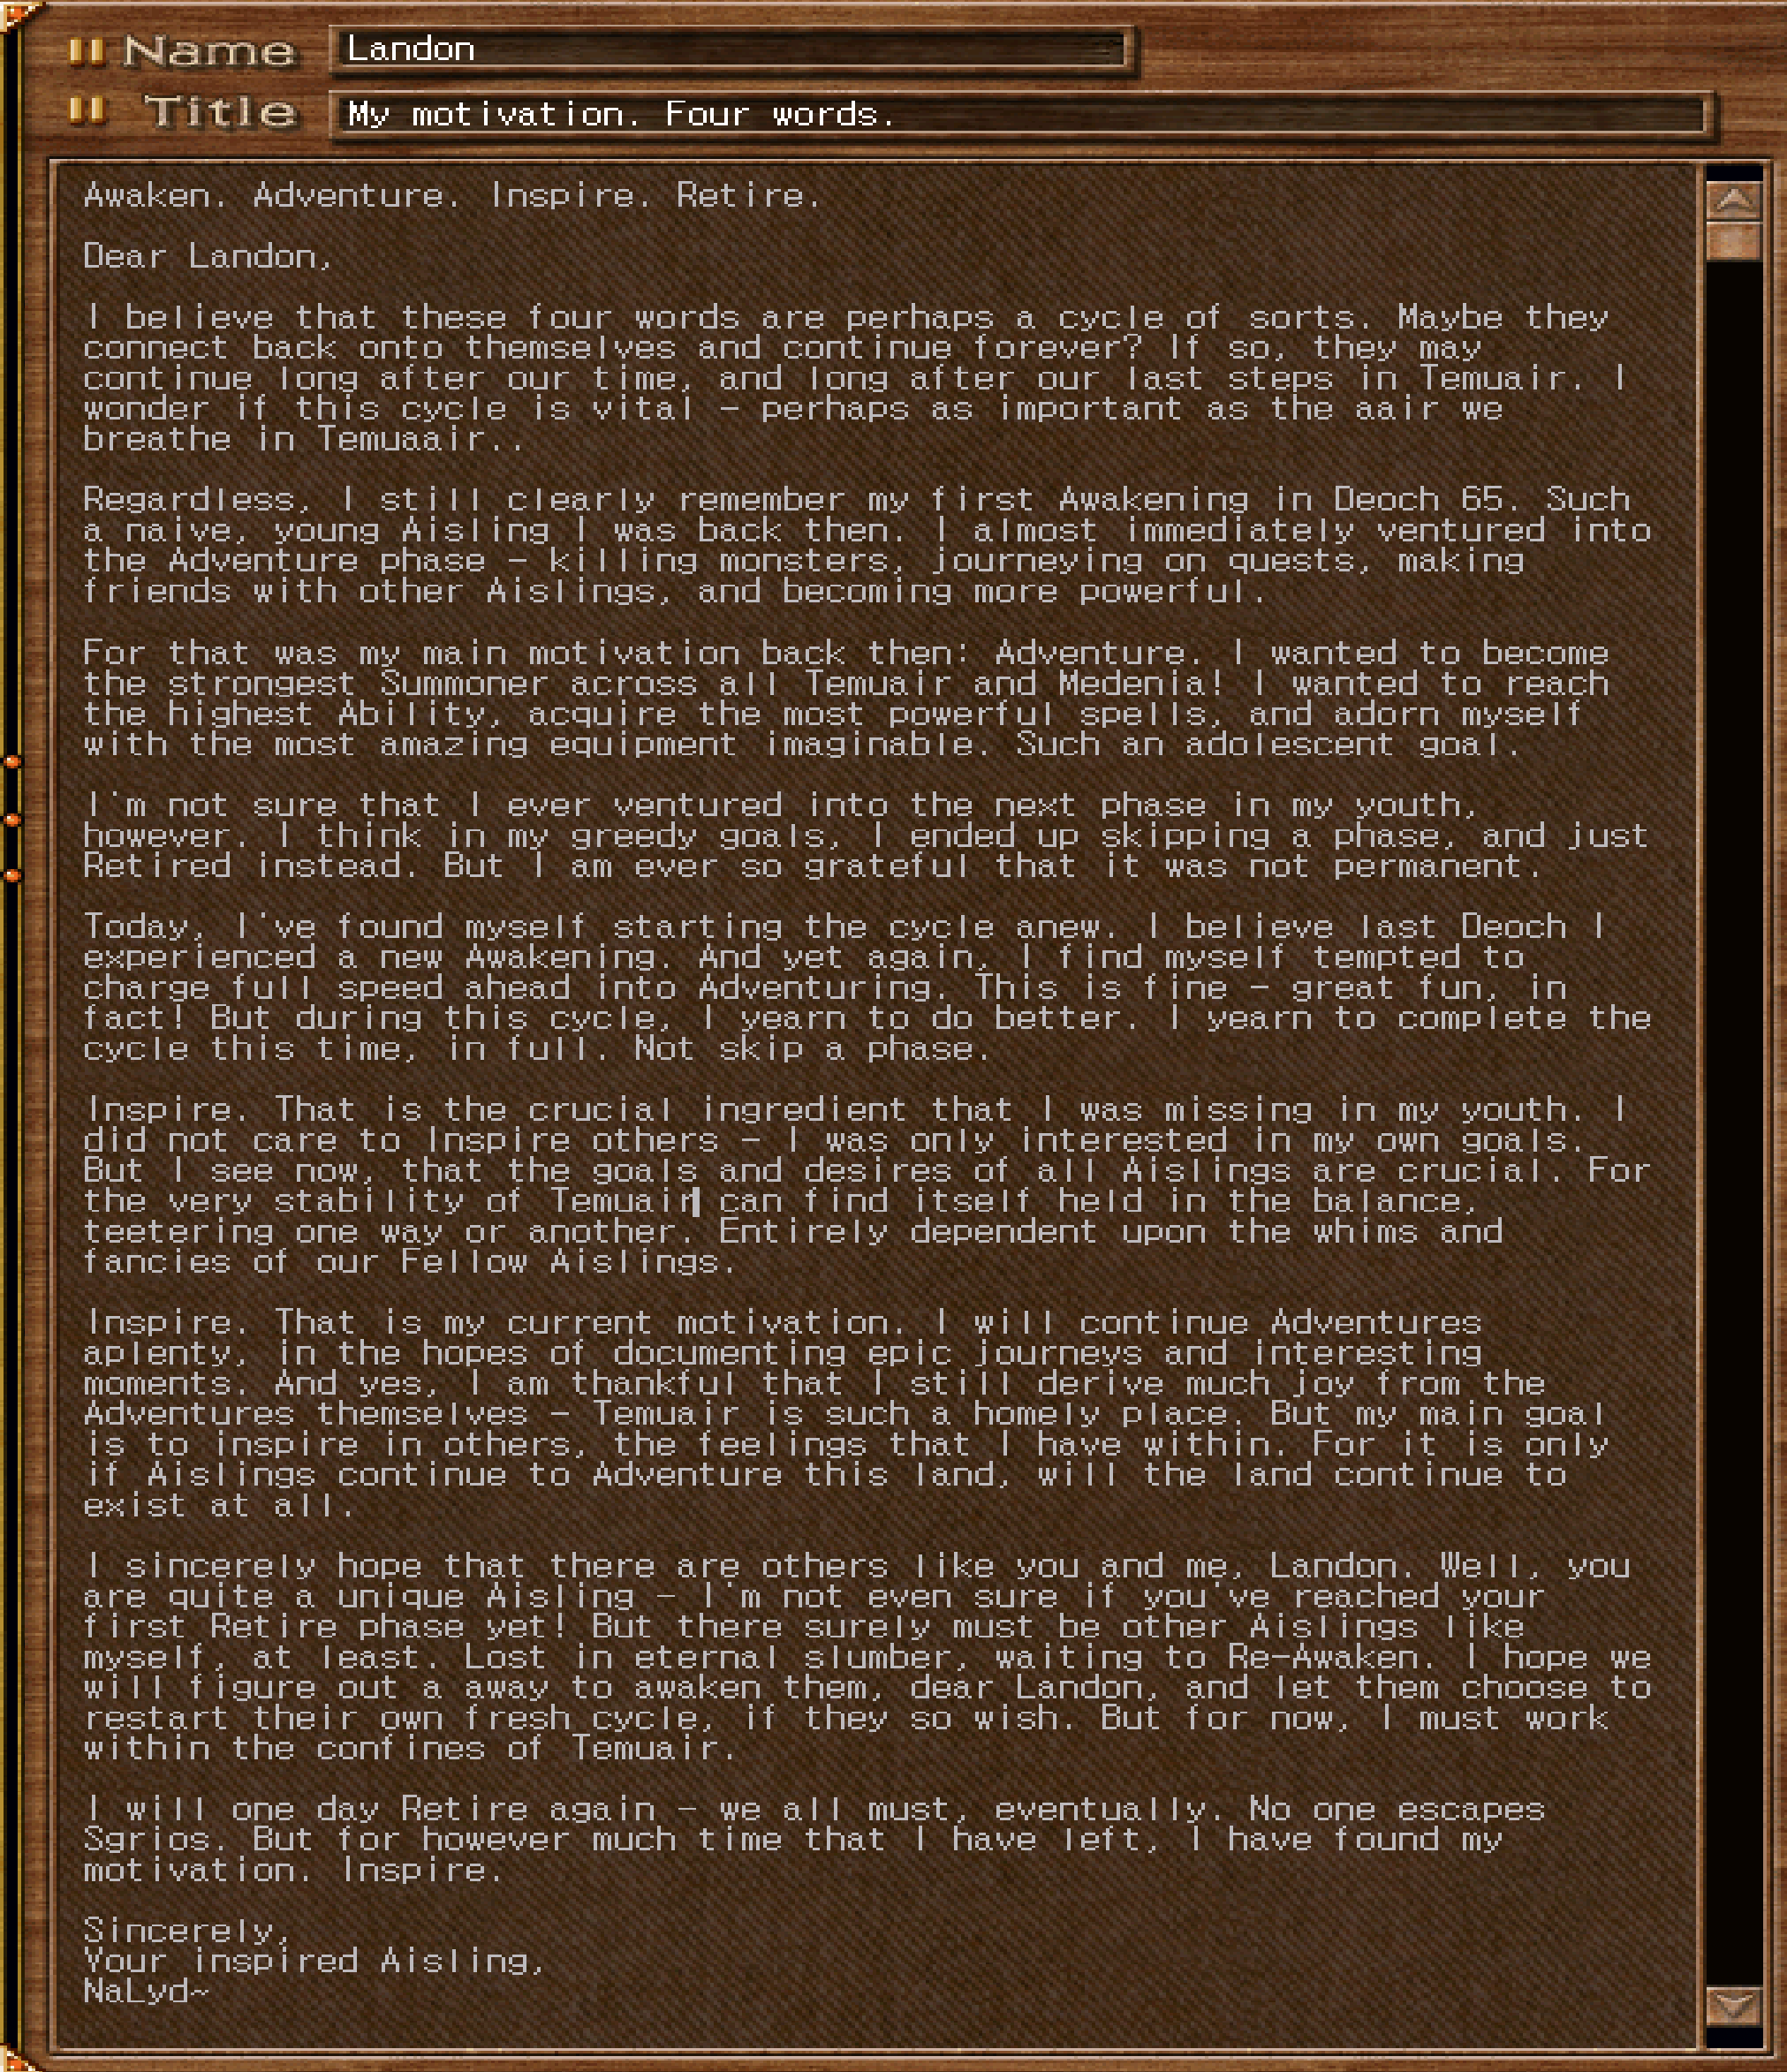 Name
Landon
Title
My motivation. Four words.
Awaken. Adventure. Inspire. Retire.
Dear Landon,
I believe that these four words are perhaps a cycle of sorts. Maybe they
connect back onto themselves and continue forever? If so, they may
continue long after our time, and long after our last steps in Temuair. I
wonder if this cycle is vital - perhaps as important as the aair we
breathe in Temuaair..
Regardless, I still clearly remember my first Awakening in Deoch 65. Such
a naive, young Aisling I was back then. I almost immediately ventured into
the Adventure phase - killing monsters, journeying on quests, making
friends with other Aislings, and becoming more powerful.
For that was my main motivation back then: Adventure. I wanted to become
the strongest Summoner across all Temuair and Medenia! I wanted to reach
the highest Ability, acquire the most powerful spells, and adorn myself
with the most amazing equipment imaginable. Such an adolescent goal.
I'm not sure that I ever ventured into the next phase in my youth,
however. I think in my greedy goals, I ended up skipping a phase, and just
Retired instead. But I am ever so grateful that it was not permanent.
Today, I've found myself starting the cycle anew. I believe last Deoch I
experienced a new Awakening. And yet again, I find myself tempted to
charge full speed ahead into Adventuring. This is fine - great fun, in
fact! But during this cycle, I yearn to do better. I yearn to complete the
cycle this time, in full. Not skip a phase.
Inspire. That is the crucial ingredient that I was missing in my youth. I
did not care to Inspire others - I was only interested in my own goals.
But I see now, that the goals and desires of all Aislings are crucial. For
the very stability of Temuair can find itself held in the balance,
teetering one way or another. Entirely dependent upon the whims and
fancies of our Fellow Aislings.
Inspire. That is my current motivation. I will continue Adventures
aplenty, in the hopes of documenting epic journeys and interesting
moments. And yes, I am thankful that I still derive much joy from the
Adventures themselves - Temuair is such a homely place. But my main goal
is to inspire in others, the feelings that I have within. For it is only
if Aislings continue to Adventure this land, will the land continue to
exist at all.
I sincerely hope that there are others like you and me, Landon. Well, you
are quite a unique Aisling - I'm not even sure if you've reached your
first Retire phase yet! But there surely must be other Aislings like
myself, at least. Lost in eternal slumber, waiting to Re-Awaken. I hope we
will figure out a away to awaken them, dear Landon, and let them choose to
restart their own fresh cycle, if they so wish. But for now, I must work
within the confines of Temuair.
I will one day Retire again - we all must, eventually. No one escapes
Sgrios. But for however much time that I have left, I have found my
motivation. Inspire.
Sincerely,
Your inspired Aisling,
NaLyd~